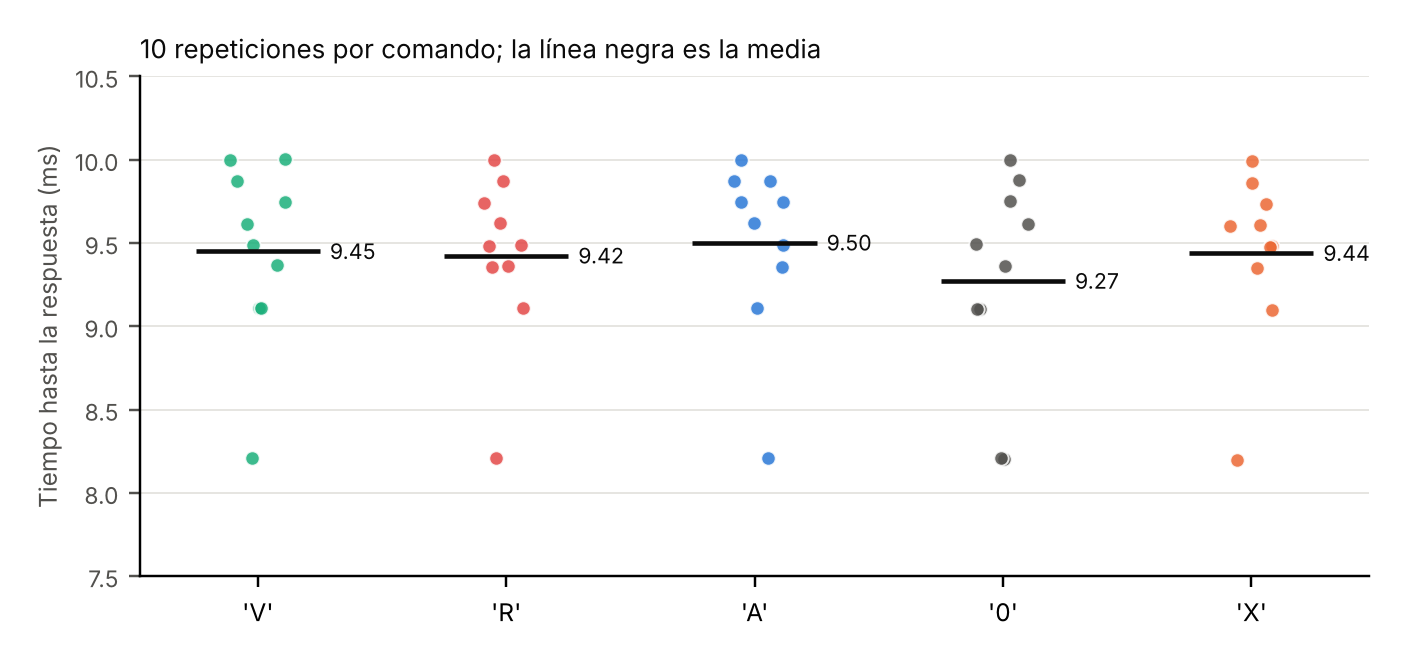 10 repeticiones por comando; la línea negra es la media
Tiempo hasta la respuesta (ms)
10.5
10.0
9.5
9.0
8.5
8.0
7.5
9.45
9.42
9.50
9.27
9.44
'V'
'R'
'A'
'0'
'X'